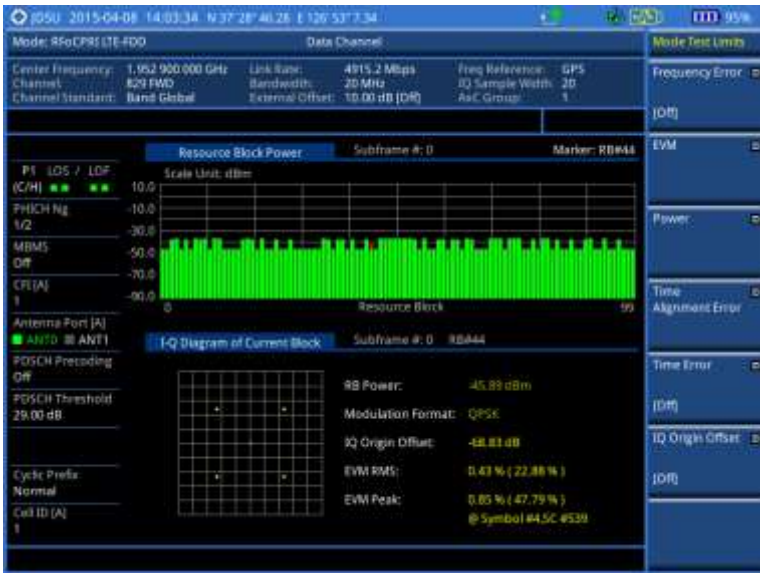 JDSU 2015-04-08 14:03:34 N 37° 28' 46.28 E 126° 53' 7.34 95%
Mode: RFoCPRI LTE-FDD Data Channel
Center Frequency: 1.952 900 000 GHz Link Rate: 4915.2 Mbps Freq Reference: GPS
Channel: 829 FWD Bandwidth: 20 MHz IQ Sample Width: 20
Channel Standard: Band Global External Offset: 10.00 dB [Off] AxC Group: 1
Resource Block Power Subframe #: 0 Marker: RB#44
Scale Unit: dBm
10.0
-10.0
-30.0
-50.0
-70.0
-90.0
0 Resource Block 99
P1 LOS / LOF
(C/H)
PHICH Ng
1/2
MBMS
Off
CFI [A]
1
Antenna Port [A]
ANT0 ANT1
PDSCH Precoding
Off
PDSCH Threshold
29.00 dB
Cyclic Prefix
Normal
Cell ID [A]
1
I-Q Diagram of Current Block Subframe #: 0 RB#44
RB Power: -45.89 dBm
Modulation Format: QPSK
IQ Origin Offset: -68.83 dB
EVM RMS: 0.43 % ( 22.88 % )
EVM Peak: 0.85 % ( 47.79 % )
@ Symbol #4,SC #539
Mode Test Limits
Frequency Error
[Off]
EVM
Power
Time
Alignment Error
Time Error
[Off]
IQ Origin Offset
[Off]